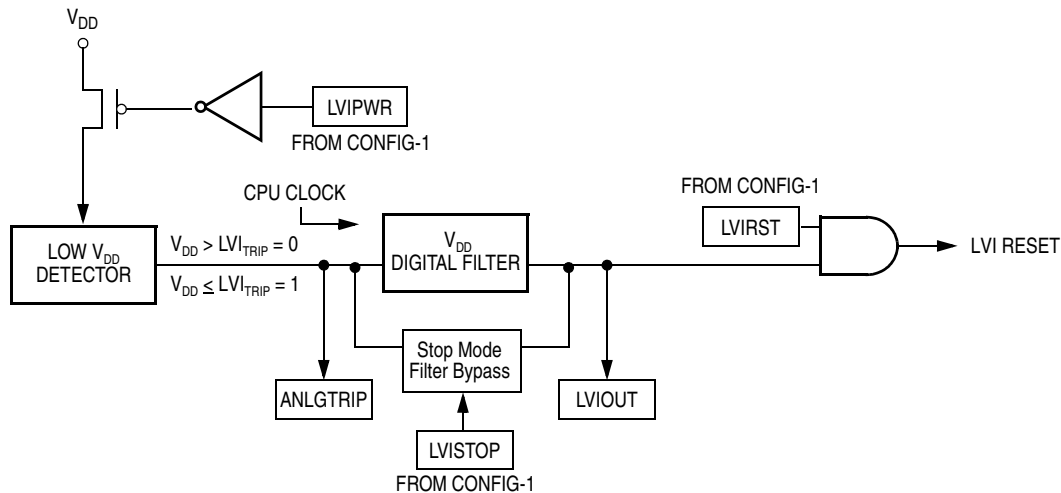 VDD
LVIPWR
FROM CONFIG-1
FROM CONFIG-1
CPU CLOCK
LVIRST
LVI RESET
LOW VDD
DETECTOR
VDD > LVITRIP = 0
VDD ≤ LVITRIP = 1
VDD
DIGITAL FILTER
Stop Mode
Filter Bypass
ANLGTRIP
LVIOUT
LVISTOP
FROM CONFIG-1